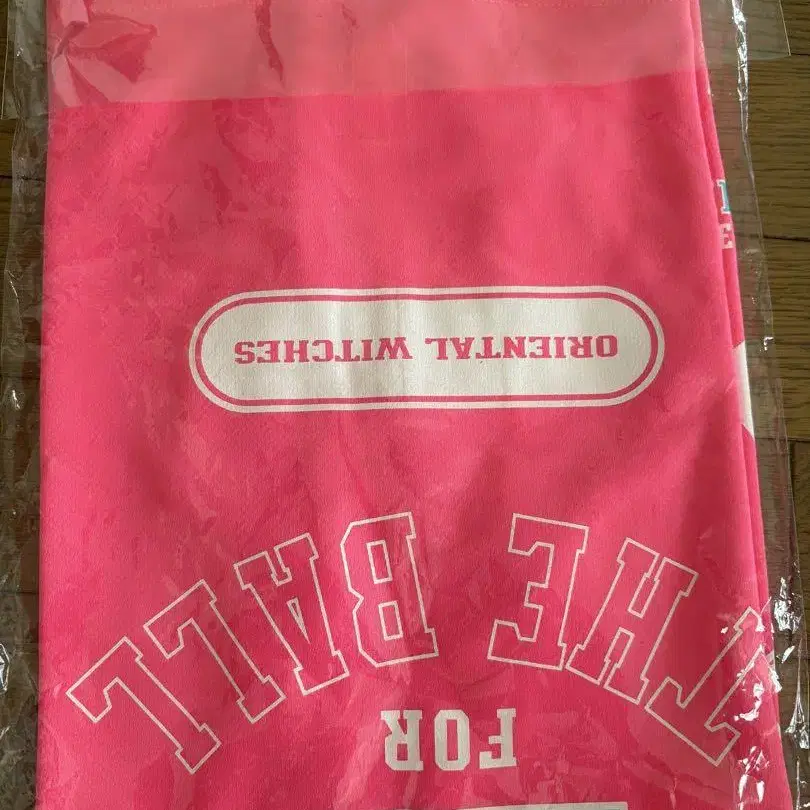 FOR
THE BALL
ORIENTAL WITCHES